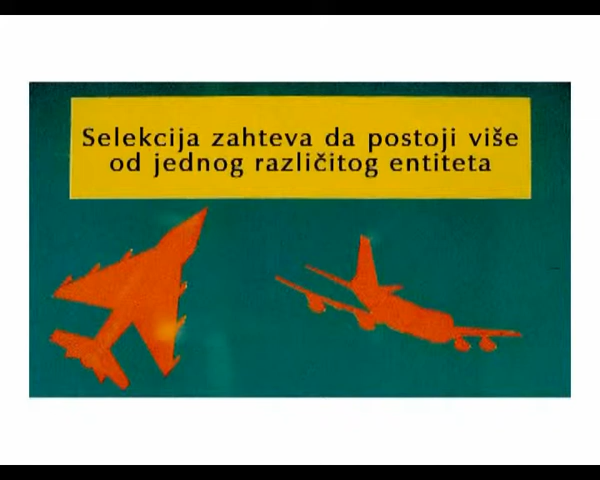 Selekcija zahteva da postoji više
od jednog različitog entiteta